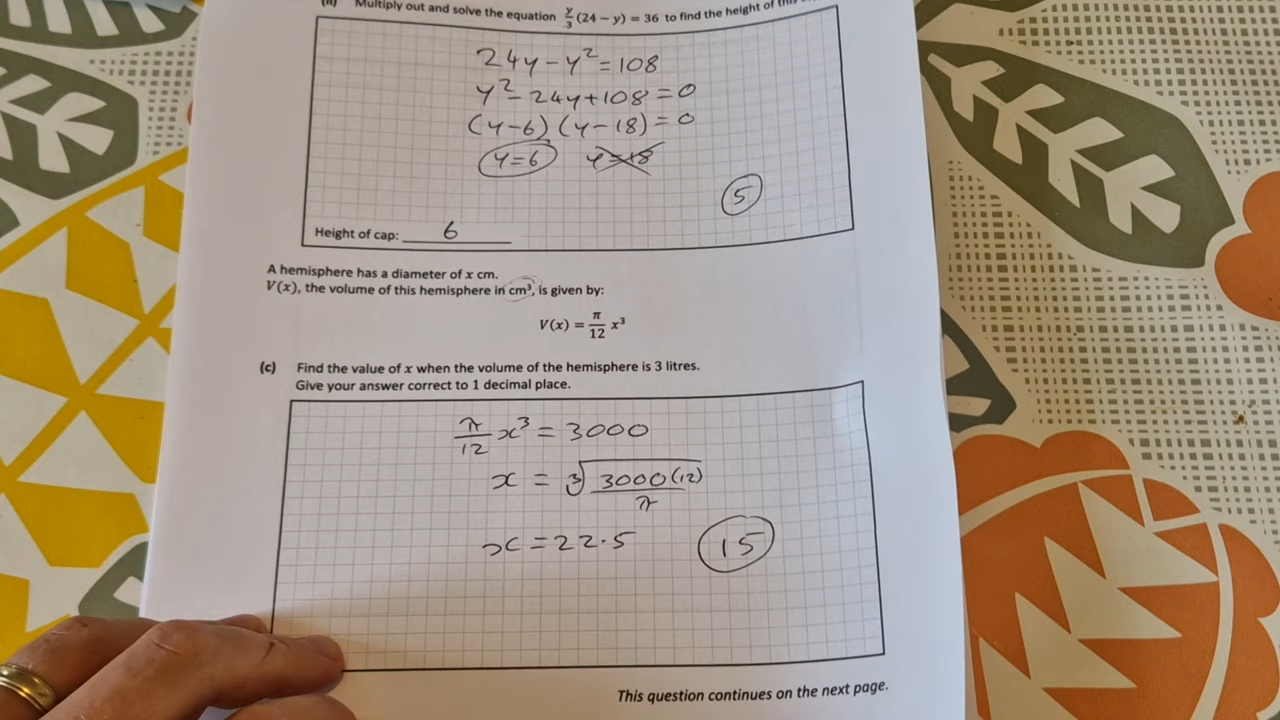 (ii) Multiply out and solve the equation y/3 (24 − y) = 36 to find the height of this
24y − y² = 108
y² − 24y + 108 = 0
(y − 6) (y − 18) = 0
y = 6 y = 18
5
Height of cap: 6
A hemisphere has a diameter of x cm.
V(x), the volume of this hemisphere in cm³, is given by:
V(x) = π/12 x³
(c) Find the value of x when the volume of the hemisphere is 3 litres.
Give your answer correct to 1 decimal place.
π/12 x³ = 3000
x = ∛(3000(12)/π)
x = 22.5
15
This question continues on the next page.